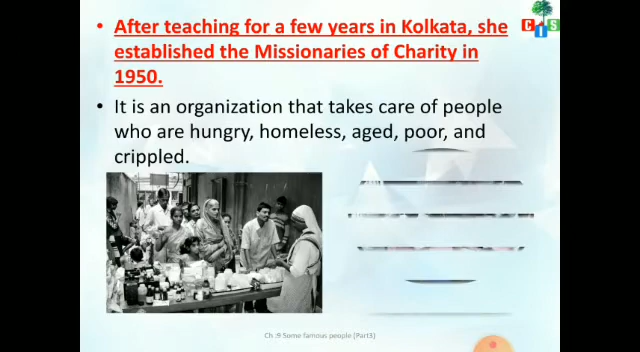 • After teaching for a few years in Kolkata, she
established the Missionaries of Charity in
1950.
• It is an organization that takes care of people
who are hungry, homeless, aged, poor, and
crippled.
C I S
Ch :9 Some famous people (Part3)